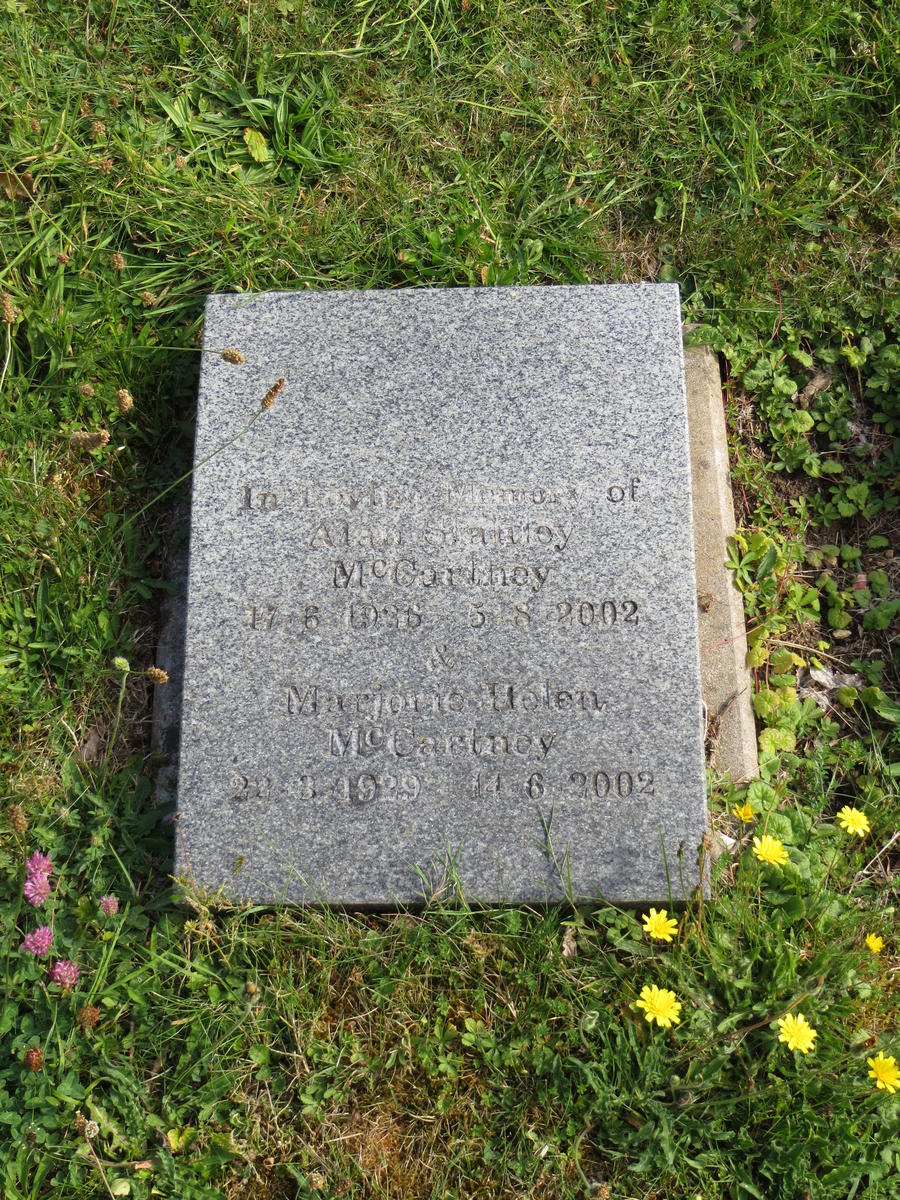 In Loving Memory of
Alan Stanley
McCartney
17-6-1928 - 5-8-2002
&
Marjorie Helen
McCartney
22-3-1929 - 14-6-2002